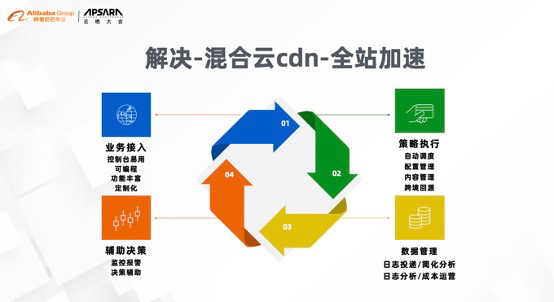 Alibaba Group
阿里巴巴集团
APSARA
云栖大会
解决-混合云cdn-全站加速
业务接入
控制台易用
可编程
功能丰富
定制化
01
策略执行
自动调度
配置管理
内容管理
跨境回源
02
04
03
辅助决策
监控报警
决策辅助
数据管理
日志投递/简化分析
日志分析/成本运营